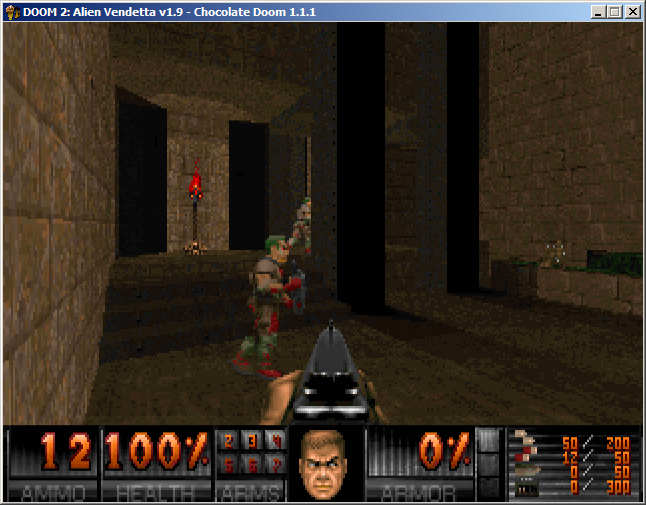 DOOM 2: Alien Vendetta v1.9 - Chocolate Doom 1.1.1
12 100% 2 3 4 0% 50 / 200
5 6 7 12 / 50
0 / 50
0 / 300
AMMO HEALTH ARMS ARMOR